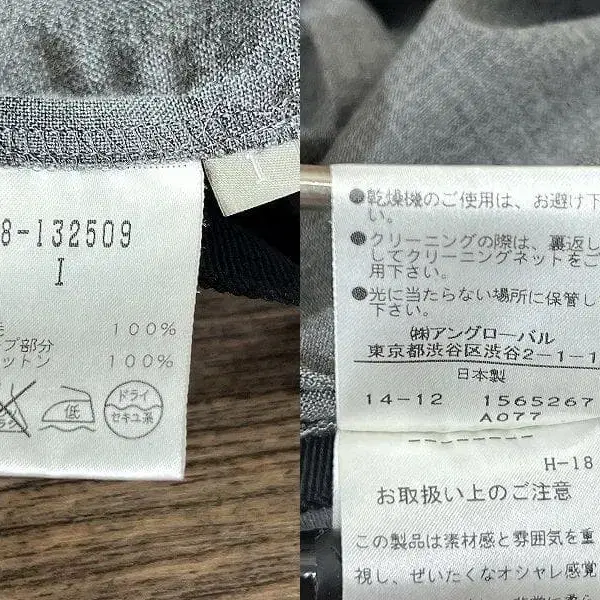 8-132509
I
100%
ブ部分
ットン 100%
低
ドライ
セキユ系
I
●乾燥機のご使用は、お避け下
い。
●クリーニングの際は、裏返し
してクリーニングネットをご
用下さい。
●光に当たらない場所に保管し
下さい。
㈱アングローバル
東京都渋谷区渋谷2-1-1
日本製
14-12 1565267
A077
--------
H-18
お取扱い上のご注意
この製品は素材感と雰囲気を重
視し、ぜいたくなオシャレ感覚